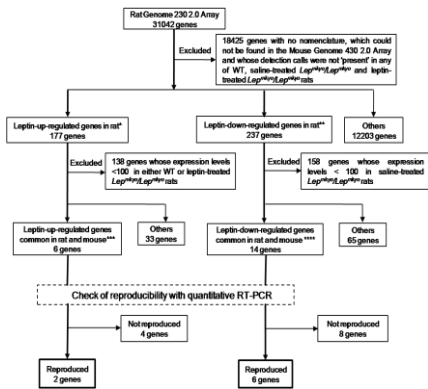 Rat Genome 230 2.0 Array
31042 genes
Excluded
18425 genes with no nomenclature, which could
not be found in the Mouse Genome 430 2.0 Array
and whose detection calls were not 'present' in any
of WT, saline-treated Lepmkyo/Lepmkyo and leptin-
treated Lepmkyo/Lepmkyo rats
Leptin-up-regulated genes in rat*
177 genes
Leptin-down-regulated genes in rat**
237 genes
Others
12203 genes
Excluded
138 genes whose expression levels
<100 in either WT or leptin-treated
Lepmkyo/Lepmkyo rats
Excluded
158 genes whose expression
levels < 100 in saline-treated
Lepmkyo/Lepmkyo rats
Leptin-up-regulated genes
common in rat and mouse***
6 genes
Others
33 genes
Leptin-down-regulated genes
common in rat and mouse****
14 genes
Others
65 genes
Check of reproducibility with quantitative RT-PCR
Not reproduced
4 genes
Not reproduced
8 genes
Reproduced
2 genes
Reproduced
6 genes